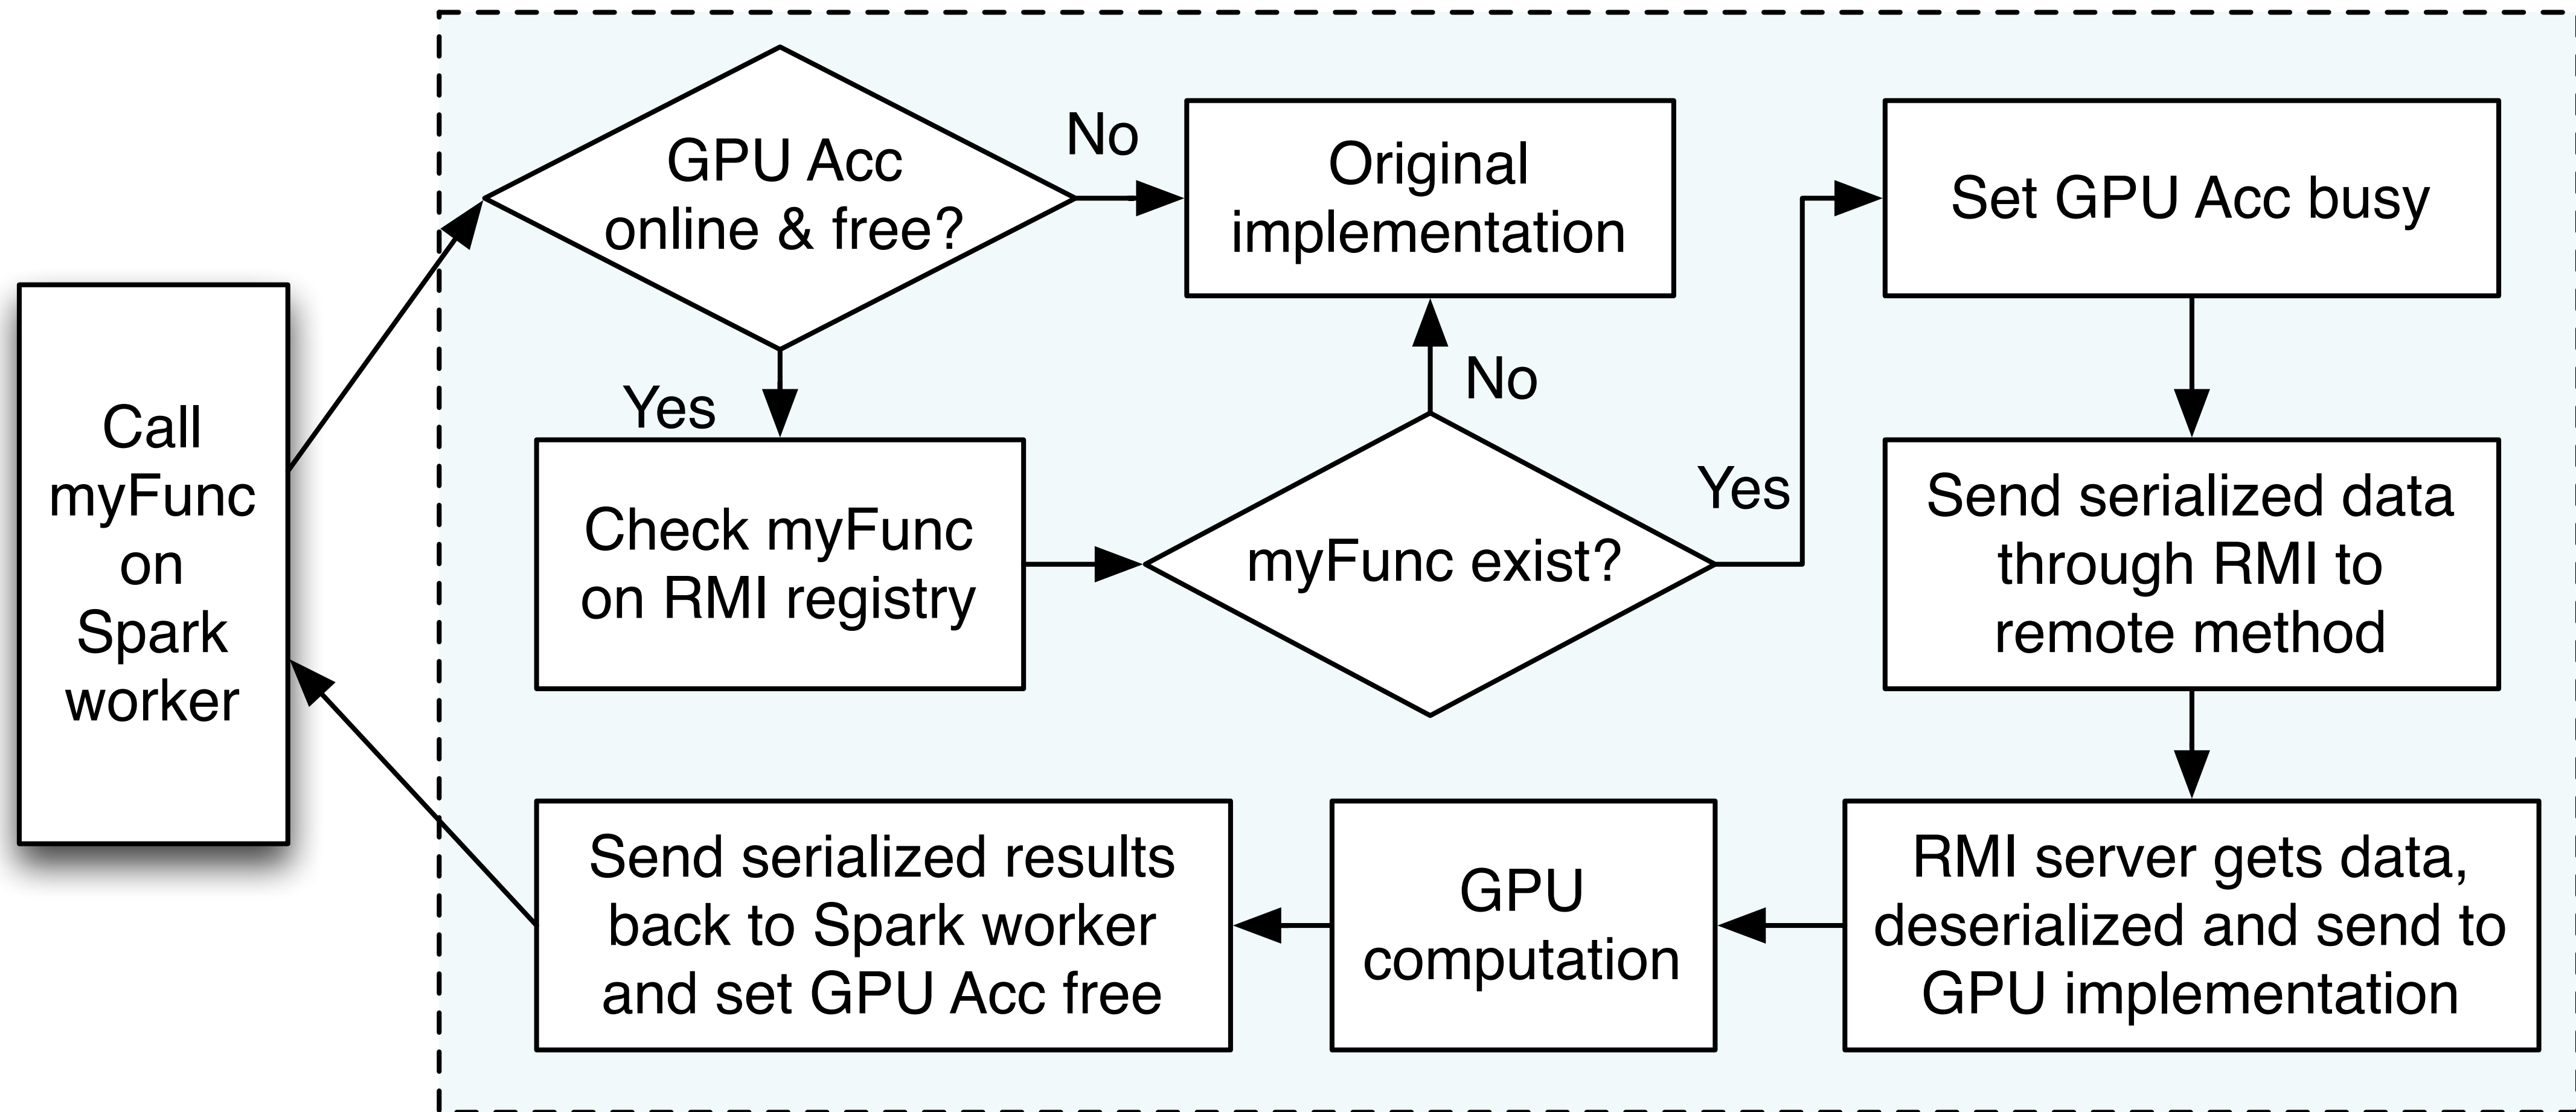 Call
myFunc
on
Spark
worker
GPU Acc
online & free?
No
Original
implementation
Yes
Check myFunc
on RMI registry
myFunc exist?
No
Yes
Set GPU Acc busy
Send serialized data
through RMI to
remote method
RMI server gets data,
deserialized and send to
GPU implementation
GPU
computation
Send serialized results
back to Spark worker
and set GPU Acc free